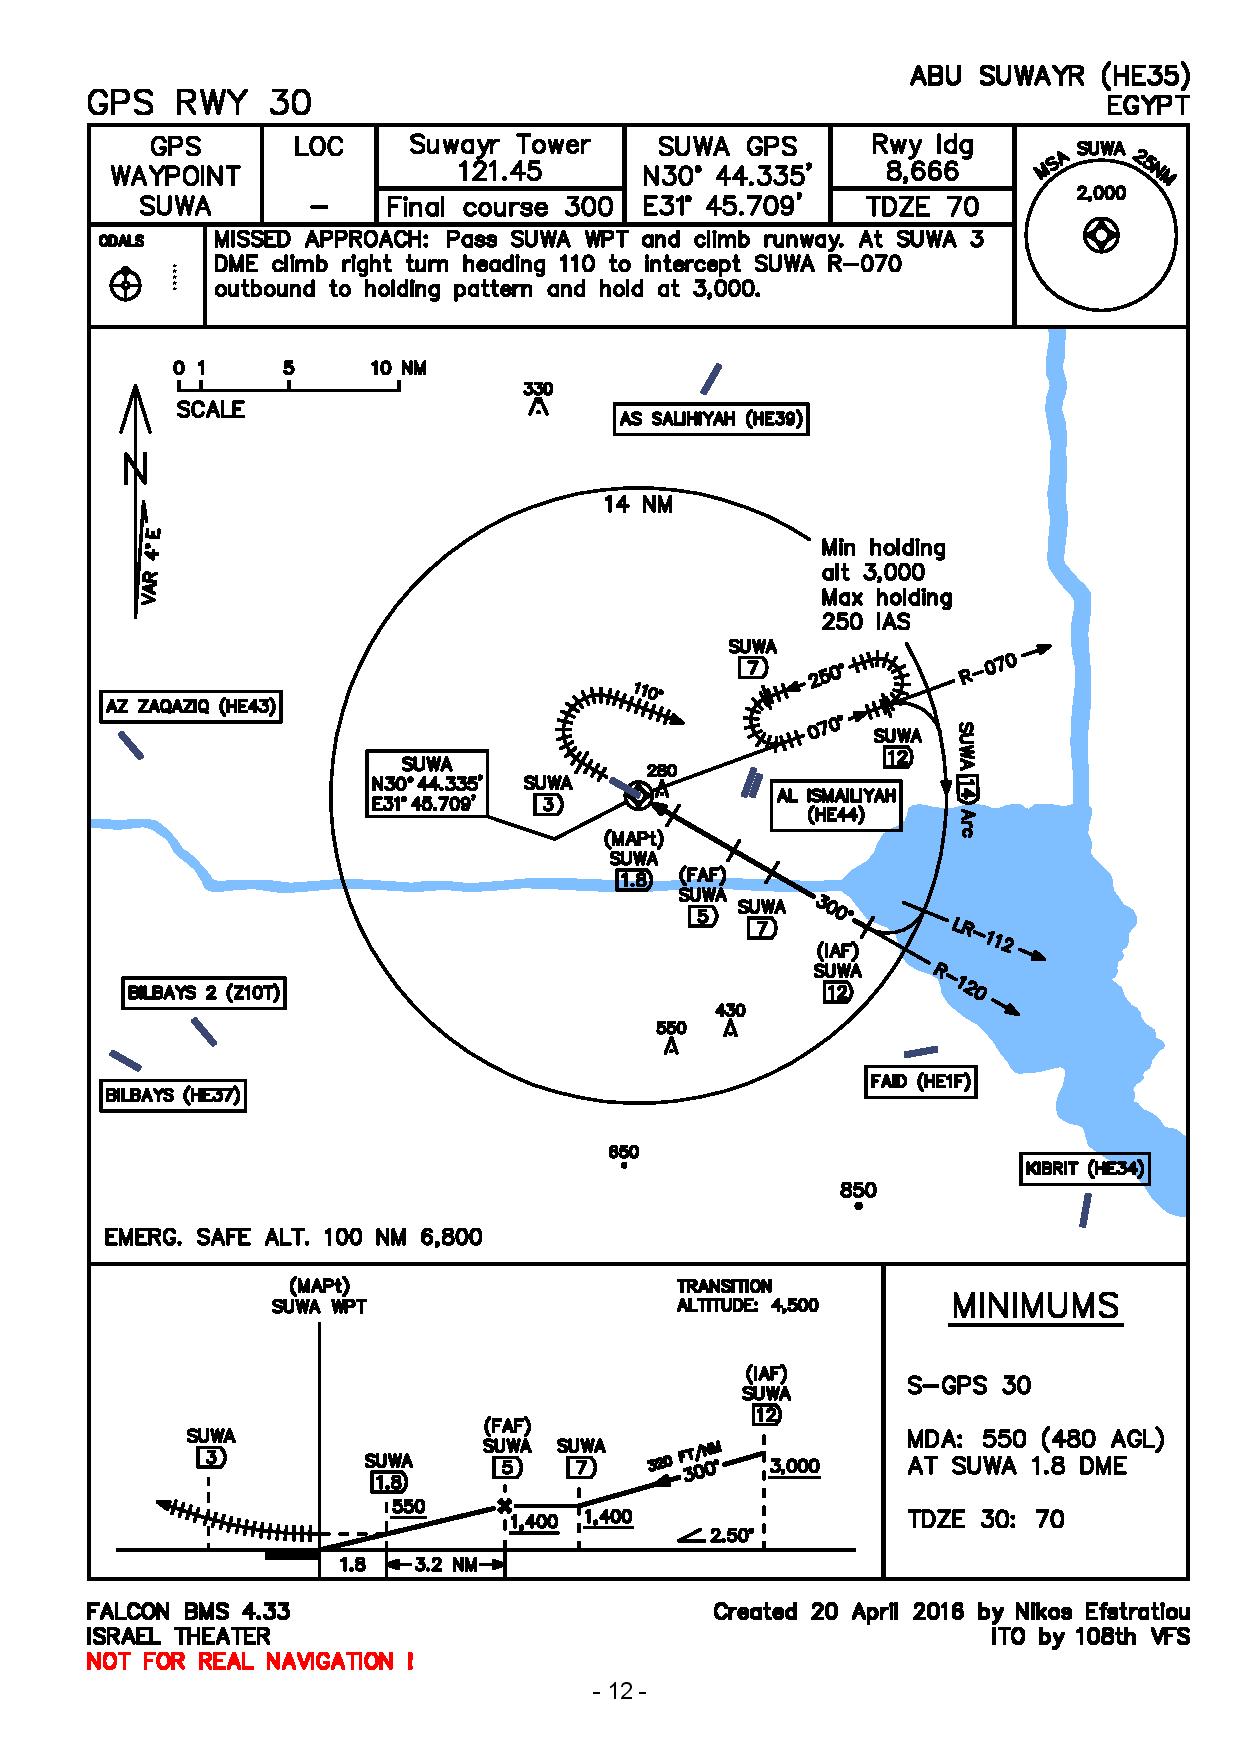 ABU SUWAYR (HE35)
GPS RWY 30
EGYPT
GPS
WAYPOINT
SUWA
LOC
-
Suwayr Tower
121.45
Final course 300
SUWA GPS
N30° 44.335'
E31° 45.709'
Rwy ldg
8,666
TDZE 70
MSA SUWA 25NM
2,000
ODALS
MISSED APPROACH: Pass SUWA WPT and climb runway. At SUWA 3
DME climb right turn heading 110 to intercept SUWA R-070
outbound to holding pattern and hold at 3,000.
0 1 5 10 NM
SCALE
N
VAR 4°E
330
AS SALIHIYAH (HE39)
14 NM
Min holding
alt 3,000
Max holding
250 IAS
SUWA
7
250°
R-070
110°
070°
AZ ZAQAZIQ (HE43)
SUWA
12
SUWA 14 Arc
SUWA
N30° 44.335'
E31° 45.709'
SUWA
3
280
AL ISMAILIYAH
(HE44)
(MAPt)
SUWA
1.8
(FAF)
SUWA
5
SUWA
7
300°
LR-112
(IAF)
SUWA
12
R-120
BILBAYS 2 (Z10T)
430
550
BILBAYS (HE37)
FAID (HE1F)
650
KIBRIT (HE34)
850
EMERG. SAFE ALT. 100 NM 6,800
(MAPt)
SUWA WPT
TRANSITION
ALTITUDE: 4,500
(IAF)
SUWA
12
(FAF)
SUWA
5
SUWA
7
SUWA
3
SUWA
1.8
320 FT/NM
300°
3,000
550
1,400
1,400
2.50°
1.8
3.2 NM
MINIMUMS
S-GPS 30
MDA: 550 (480 AGL)
AT SUWA 1.8 DME
TDZE 30: 70
FALCON BMS 4.33
ISRAEL THEATER
NOT FOR REAL NAVIGATION !
Created 20 April 2016 by Nikos Efstratiou
ITO by 108th VFS
- 12 -